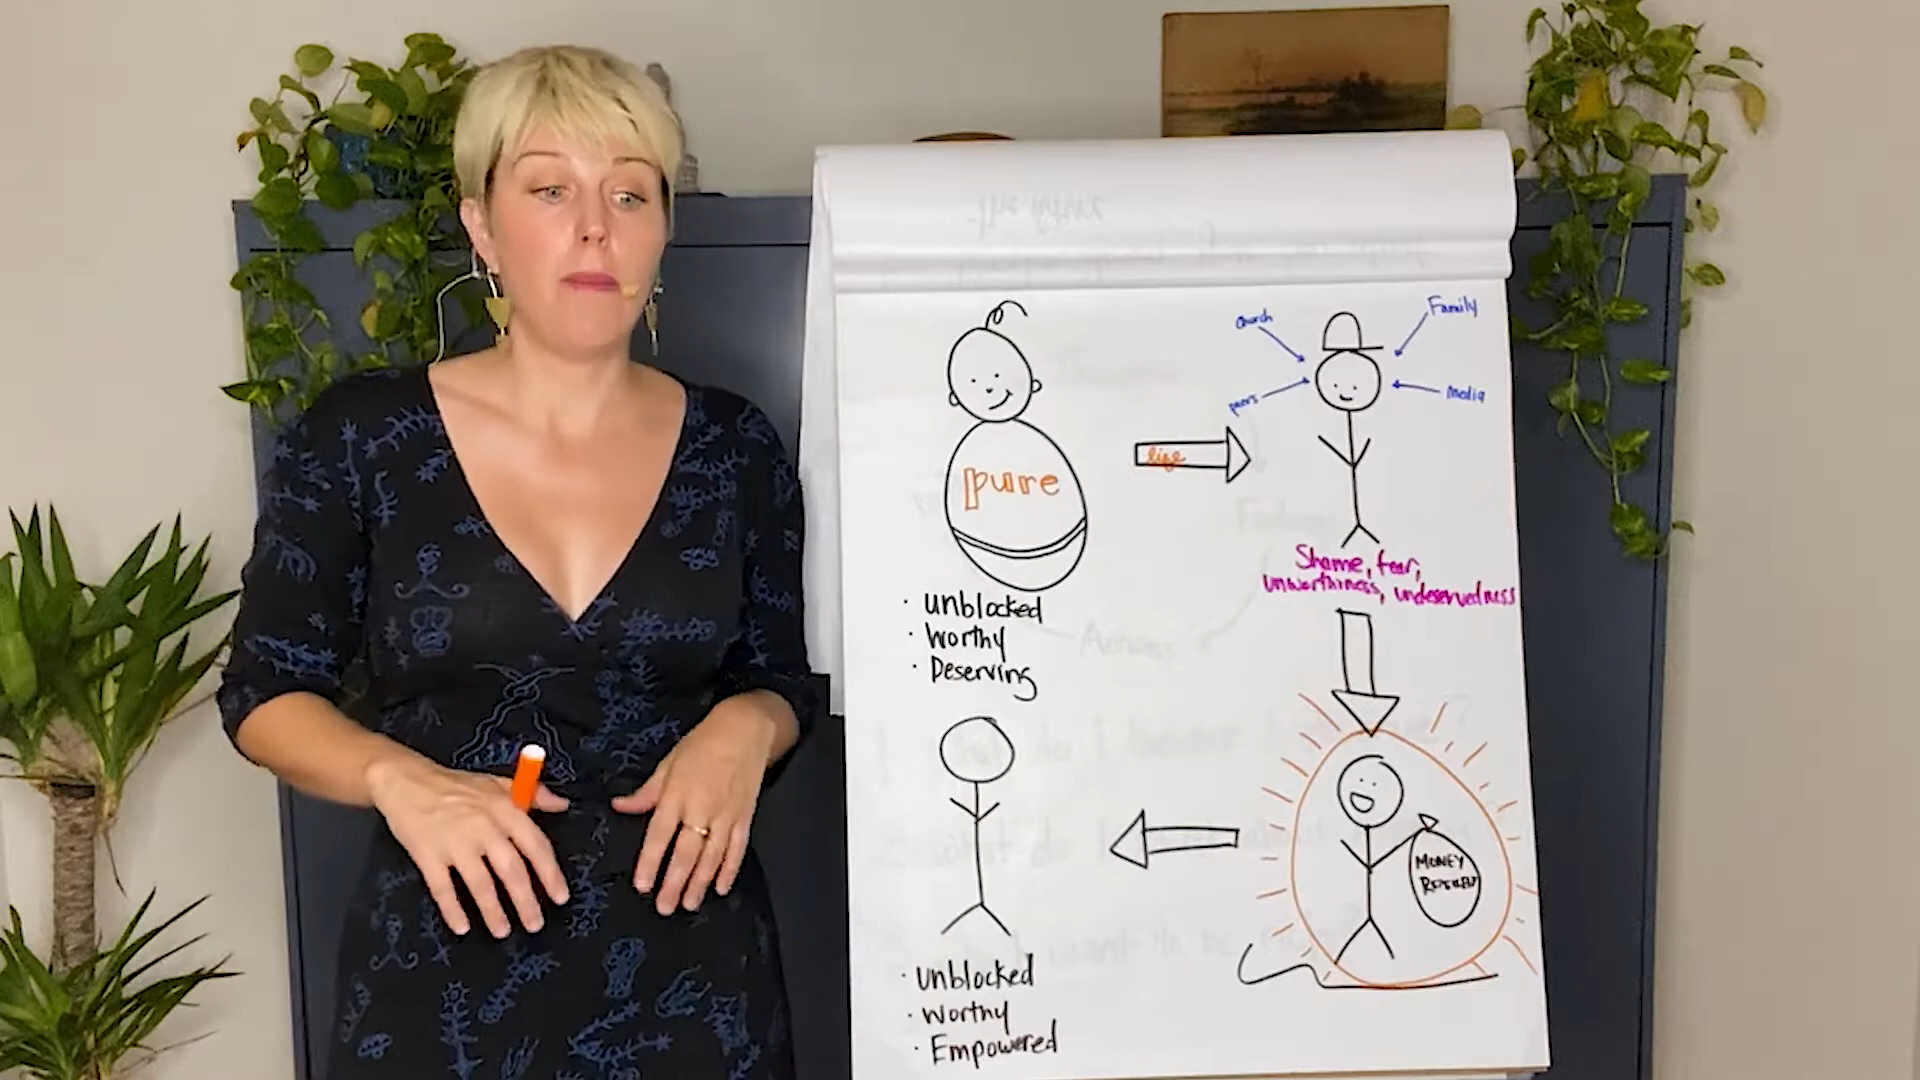 Church
Family
peers
Media
pure
life
Shame, fear,
unworthiness, undeservedness
· unblocked
· worthy
· Deserving
MONEY
· unblocked
· worthy
· Empowered